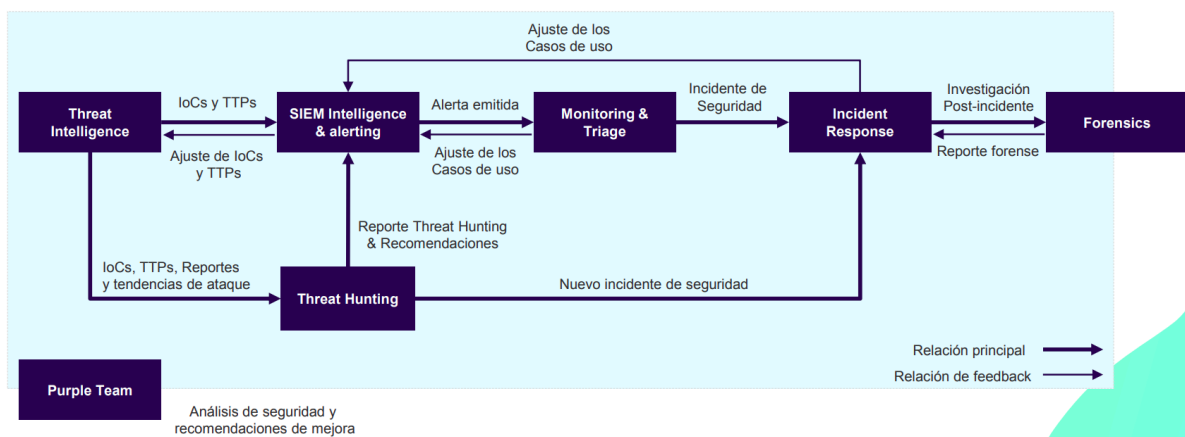 Ajuste de los
Casos de uso
Threat
Intelligence
IoCs y TTPs
Ajuste de IoCs
y TTPs
SIEM Intelligence
& alerting
Alerta emitida
Ajuste de los
Casos de uso
Monitoring &
Triage
Incidente de
Seguridad
Incident
Response
Investigación
Post-incidente
Reporte forense
Forensics
Reporte Threat Hunting
& Recomendaciones
IoCs, TTPs, Reportes
y tendencias de ataque
Threat Hunting
Nuevo incidente de seguridad
Relación principal
Relación de feedback
Purple Team
Análisis de seguridad y
recomendaciones de mejora